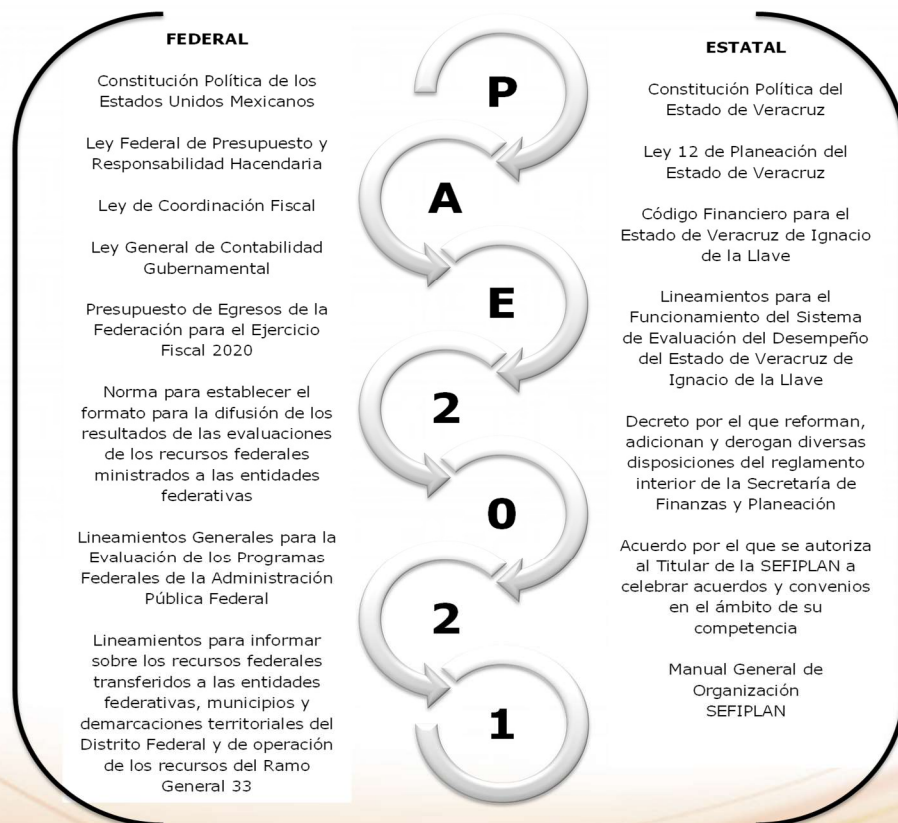 FEDERAL
Constitución Política de los
Estados Unidos Mexicanos
Ley Federal de Presupuesto y
Responsabilidad Hacendaria
Ley de Coordinación Fiscal
Ley General de Contabilidad
Gubernamental
Presupuesto de Egresos de la
Federación para el Ejercicio
Fiscal 2020
Norma para establecer el
formato para la difusión de los
resultados de las evaluaciones
de los recursos federales
ministrados a las entidades
federativas
Lineamientos Generales para la
Evaluación de los Programas
Federales de la Administración
Pública Federal
Lineamientos para informar
sobre los recursos federales
transferidos a las entidades
federativas, municipios y
demarcaciones territoriales del
Distrito Federal y de operación
de los recursos del Ramo
General 33
P
A
E
2
0
2
1
ESTATAL
Constitución Política del
Estado de Veracruz
Ley 12 de Planeación del
Estado de Veracruz
Código Financiero para el
Estado de Veracruz de Ignacio
de la Llave
Lineamientos para el
Funcionamiento del Sistema
de Evaluación del Desempeño
del Estado de Veracruz de
Ignacio de la Llave
Decreto por el que reforman,
adicionan y derogan diversas
disposiciones del reglamento
interior de la Secretaría de
Finanzas y Planeación
Acuerdo por el que se autoriza
al Titular de la SEFIPLAN a
celebrar acuerdos y convenios
en el ámbito de su
competencia
Manual General de
Organización
SEFIPLAN